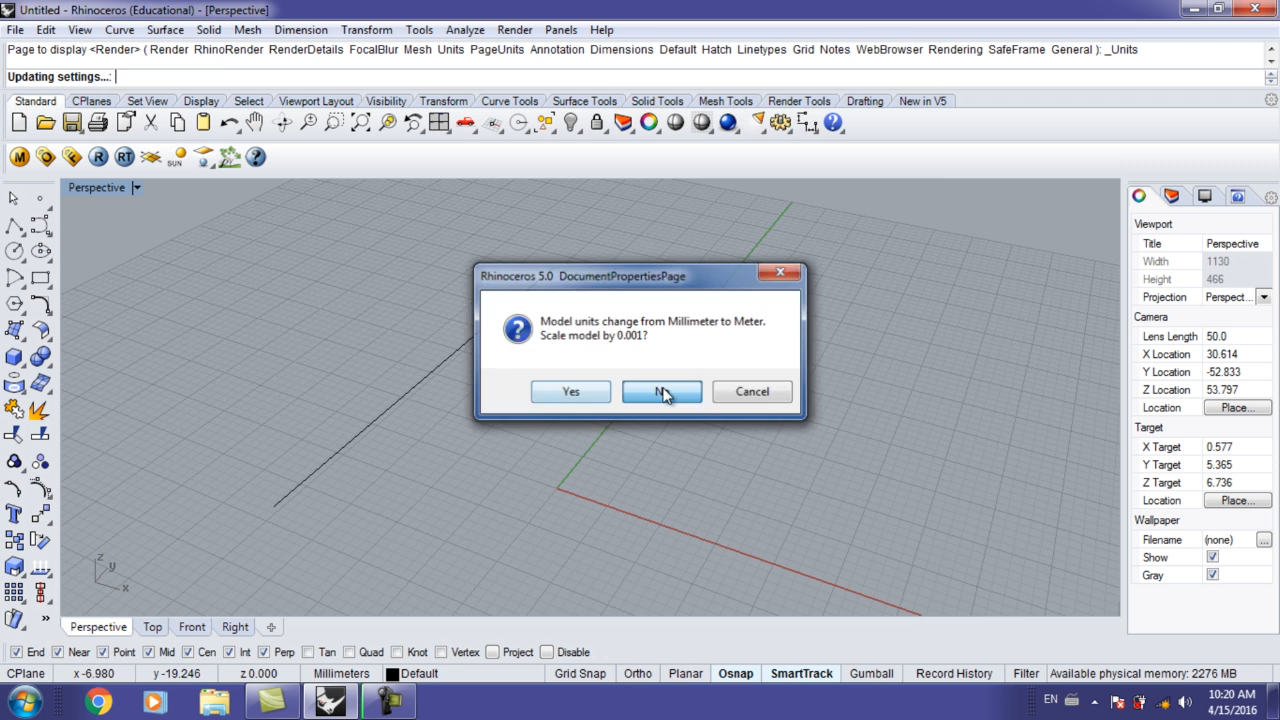 Untitled - Rhinoceros (Educational) - [Perspective]
File Edit View Curve Surface Solid Mesh Dimension Transform Tools Analyze Render Panels Help
Page to display <Render> ( Render RhinoRender RenderDetails FocalBlur Mesh Units PageUnits Annotation Dimensions Default Hatch Linetypes Grid Notes WebBrowser Rendering SafeFrame General ): _Units
Updating settings...:
Standard CPlanes Set View Display Select Viewport Layout Visibility Transform Curve Tools Surface Tools Solid Tools Mesh Tools Render Tools Drafting New in V5
M R RT SUN
Perspective
Viewport
Title Perspective
Width 1130
Height 466
Projection Perspect...
Camera
Lens Length 50.0
X Location 30.614
Y Location -52.833
Z Location 53.797
Location Place...
Target
X Target 0.577
Y Target 5.365
Z Target 6.736
Location Place...
Wallpaper
Filename (none) ...
Show
Gray
Rhinoceros 5.0 DocumentPropertiesPage
Model units change from Millimeter to Meter.
Scale model by 0.001?
Yes Cancel
z
y
x
Perspective Top Front Right
End Near Point Mid Cen Int Perp Tan Quad Knot Vertex Project Disable
CPlane x -6.980 y -19.246 z 0.000 Millimeters Default Grid Snap Ortho Planar Osnap SmartTrack Gumball Record History Filter Available physical memory: 2276 MB
EN
10:20 AM
4/15/2016